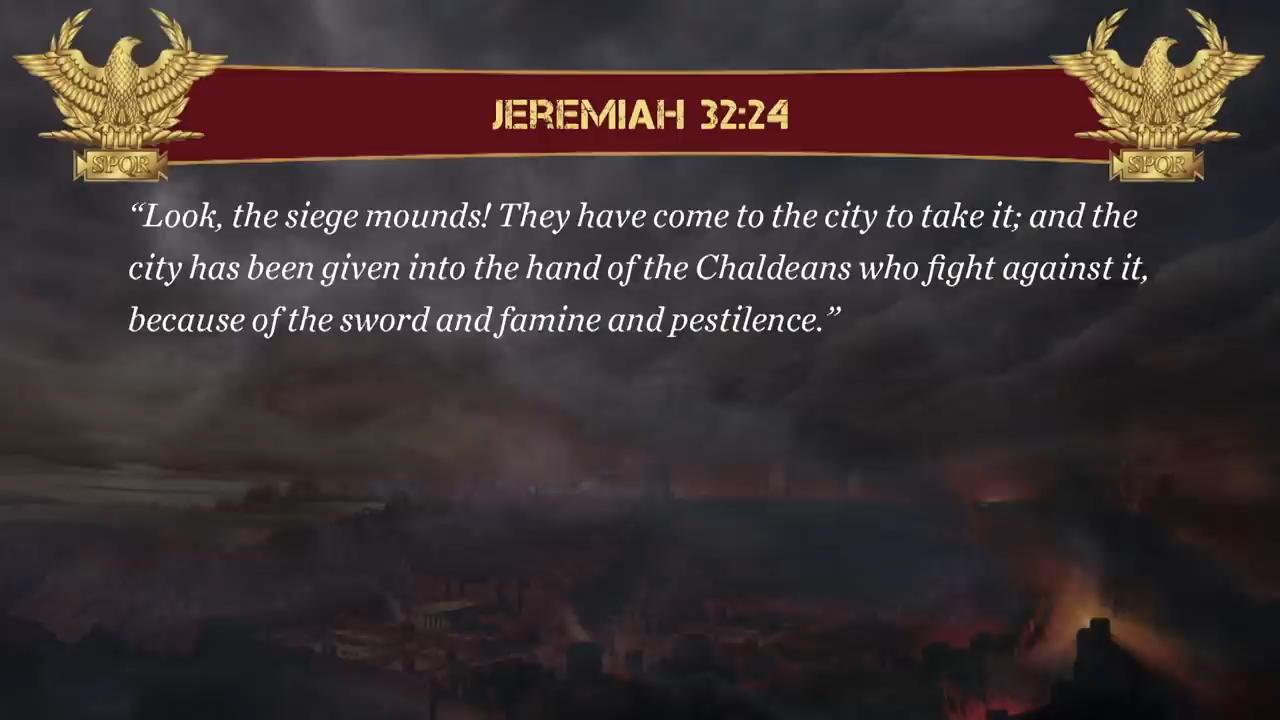 JEREMIAH 32:24
SPQR
SPQR
“Look, the siege mounds! They have come to the city to take it; and the
city has been given into the hand of the Chaldeans who fight against it,
because of the sword and famine and pestilence.”